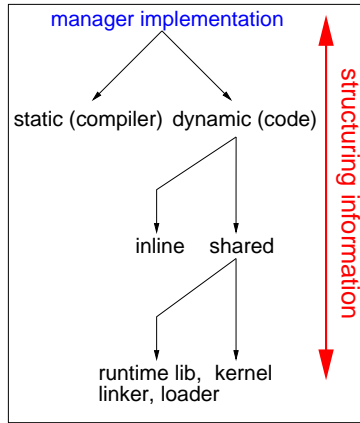 manager implementation
static (compiler) dynamic (code)
inline shared
runtime lib, kernel
linker, loader
structuring information